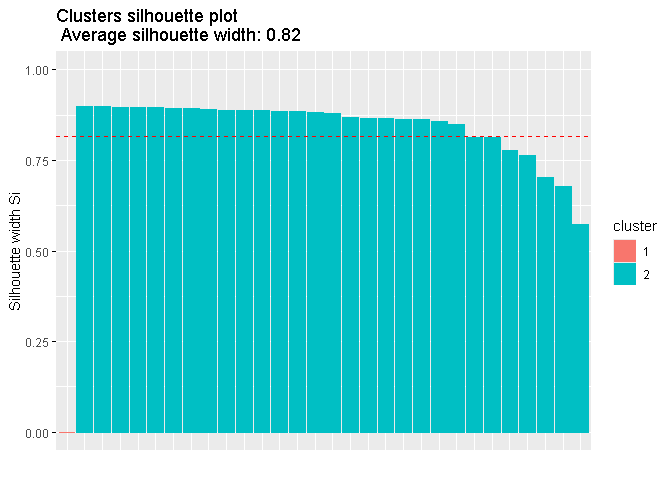 Clusters silhouette plot
Average silhouette width: 0.82
1.00
0.75
0.50
0.25
0.00
Silhouette width Si
cluster
1
2